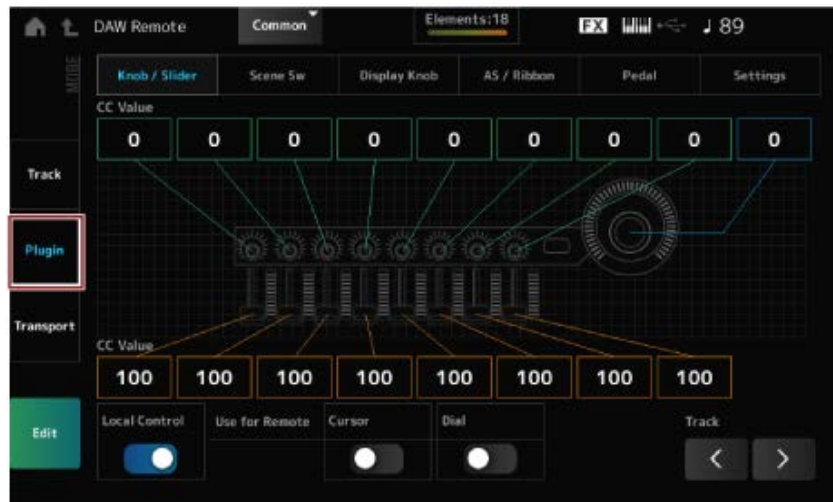 DAW Remote Common Elements:18 FX ♩ 89
MODE
Knob / Slider Scene Sw Display Knob AS / Ribbon Pedal Settings
CC Value
0 0 0 0 0 0 0 0 0
Track
Plugin
Transport
CC Value
100 100 100 100 100 100 100 100
Edit
Local Control Use for Remote Cursor Dial Track